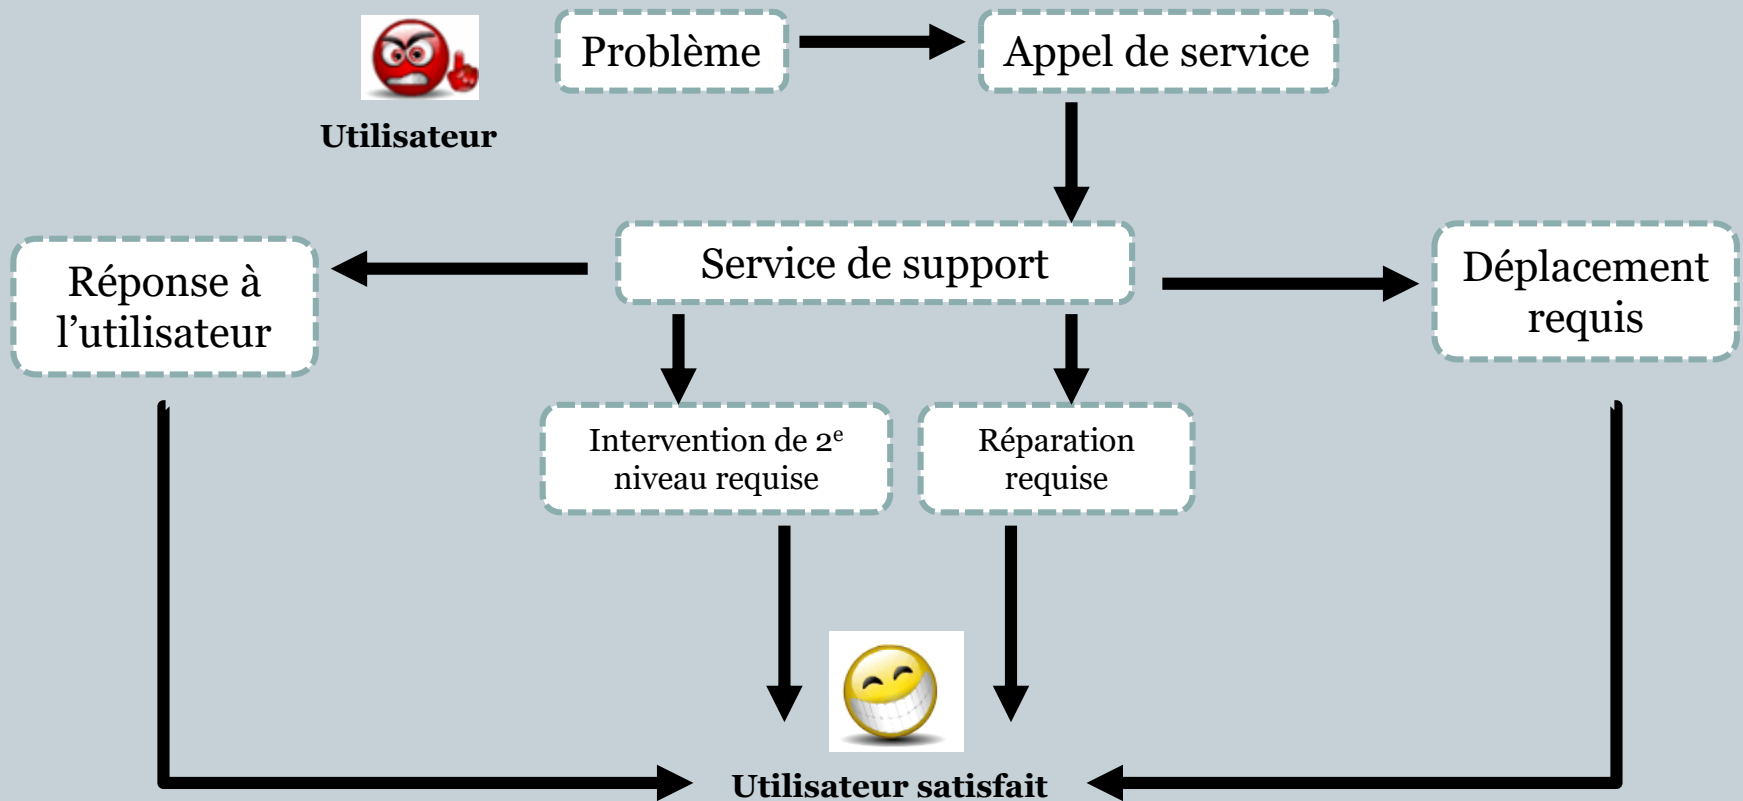 Problème
Appel de service
Utilisateur
Réponse à
l’utilisateur
Service de support
Déplacement
requis
Intervention de 2e
niveau requise
Réparation
requise
Utilisateur satisfait